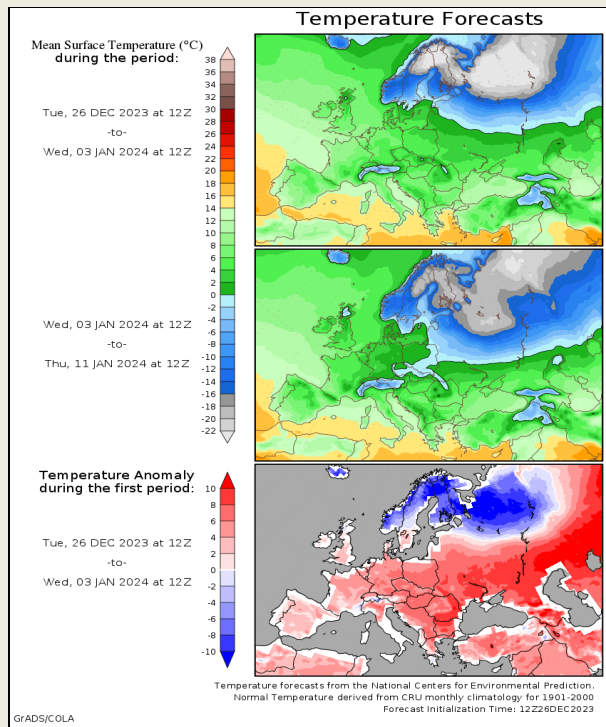 Temperature Forecasts
Mean Surface Temperature (°C)
during the period:
38
36
34
32
30
28
26
24
22
20
18
16
14
12
10
8
6
4
2
0
-2
-4
-6
-8
-10
-12
-14
-16
-18
-20
-22
Tue, 26 DEC 2023 at 12Z
-to-
Wed, 03 JAN 2024 at 12Z
Wed, 03 JAN 2024 at 12Z
-to-
Thu, 11 JAN 2024 at 12Z
Temperature Anomaly
during the first period:
10
8
6
4
2
0
-2
-4
-6
-8
-10
Tue, 26 DEC 2023 at 12Z
-to-
Wed, 03 JAN 2024 at 12Z
Temperature forecasts from the National Centers for Environmental Prediction.
Normal Temperature derived from CRU monthly climatology for 1901-2000
Forecast Initialization Time: 12Z26DEC2023
GrADS/COLA